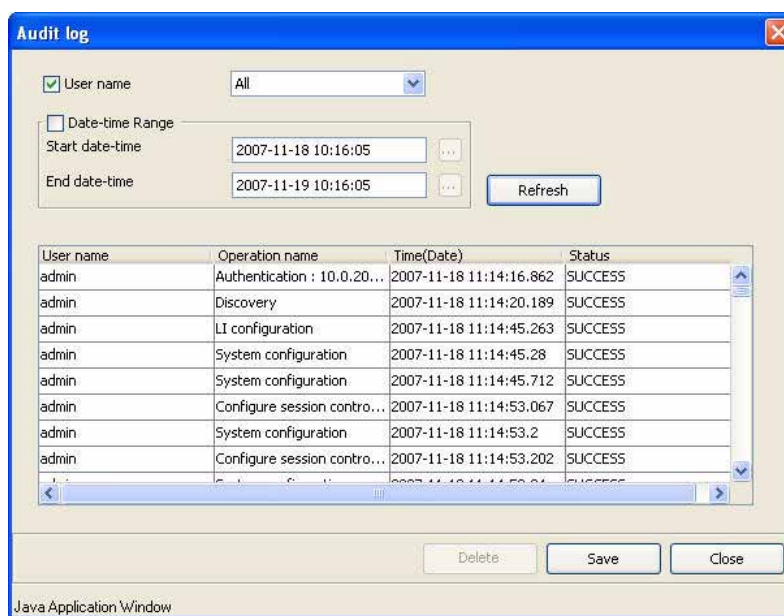 Audit log
User name All
Date-time Range
Start date-time 2007-11-18 10:16:05 ...
End date-time 2007-11-19 10:16:05 ...
Refresh
User name Operation name Time(Date) Status
admin Authentication : 10.0.20... 2007-11-18 11:14:16.862 SUCCESS
admin Discovery 2007-11-18 11:14:20.189 SUCCESS
admin LI configuration 2007-11-18 11:14:45.263 SUCCESS
admin System configuration 2007-11-18 11:14:45.28 SUCCESS
admin System configuration 2007-11-18 11:14:45.712 SUCCESS
admin Configure session contro... 2007-11-18 11:14:53.067 SUCCESS
admin System configuration 2007-11-18 11:14:53.2 SUCCESS
admin Configure session contro... 2007-11-18 11:14:53.202 SUCCESS
Delete Save Close
Java Application Window